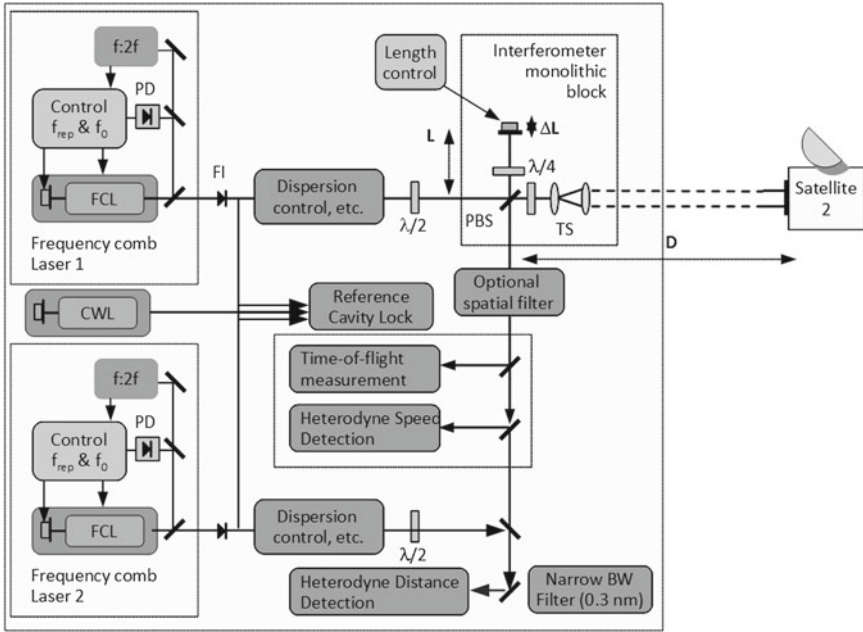 f:2f
PD
Control
f_rep & f_0
FCL
Frequency comb
Laser 1
FI
Dispersion
control, etc.
λ/2
Length
control
Interferometer
monolithic
block
L
ΔL
λ/4
PBS
TS
Satellite
2
D
CWL
Reference
Cavity Lock
Optional
spatial filter
Time-of-flight
measurement
Heterodyne Speed
Detection
f:2f
PD
Control
f_rep & f_0
FCL
Frequency comb
Laser 2
Dispersion
control, etc.
λ/2
Heterodyne Distance
Detection
Narrow BW
Filter (0.3 nm)